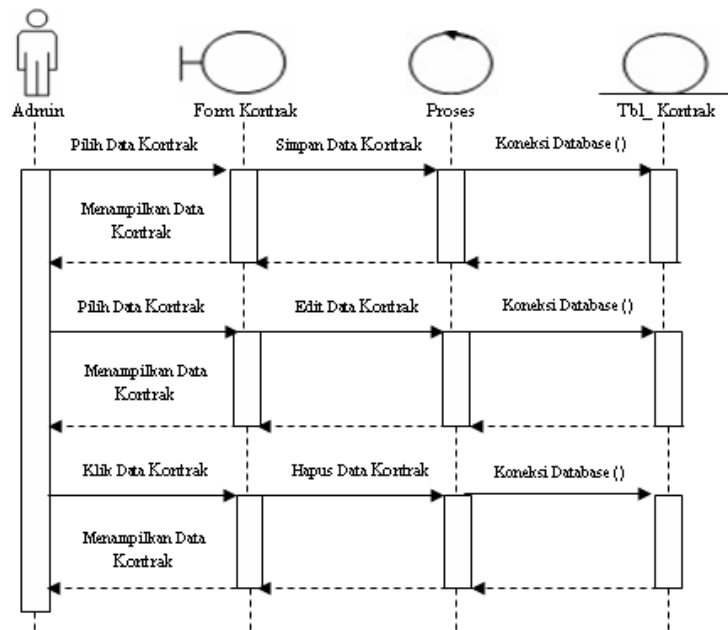 Admin
Form Kontrak
Proses
Tbl_ Kontrak
Pilih Data Kontrak
Simpan Data Kontrak
Koneksi Database ()
Menampilkan Data
Kontrak
Pilih Data Kontrak
Edit Data Kontrak
Koneksi Database ()
Menampilkan Data
Kontrak
Klik Data Kontrak
Hapus Data Kontrak
Koneksi Database ()
Menampilkan Data
Kontrak